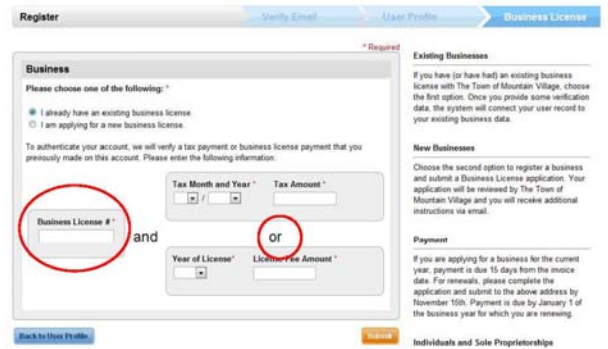 Register
Verify Email
User Profile
Business License
* Required
Business
Please choose one of the following: *
I already have an existing business license.
I am applying for a new business license.
To authenticate your account, we will verify a tax payment or business license payment that you
previously made on this account. Please enter the following information:
Tax Month and Year * Tax Amount *
/
Business License # *
and
or
Year of License* License Fee Amount *
Back to User Profile
Submit
Existing Businesses
If you have (or have had) an existing business
license with The Town of Mountain Village, choose
the first option. Once you provide some verification
data, the system will connect your user record to
your existing business data.
New Businesses
Choose the second option to register a business
and submit a Business License application. Your
application will be reviewed by The Town of
Mountain Village and you will receive additional
instructions via email.
Payment
If you are applying for a business for the current
year, payment is due 15 days from the invoice
date. For renewals, please complete the
application and submit to the above address by
November 15th. Payment is due by January 1 of
the business year for which you are renewing.
Individuals and Sole Proprietorships